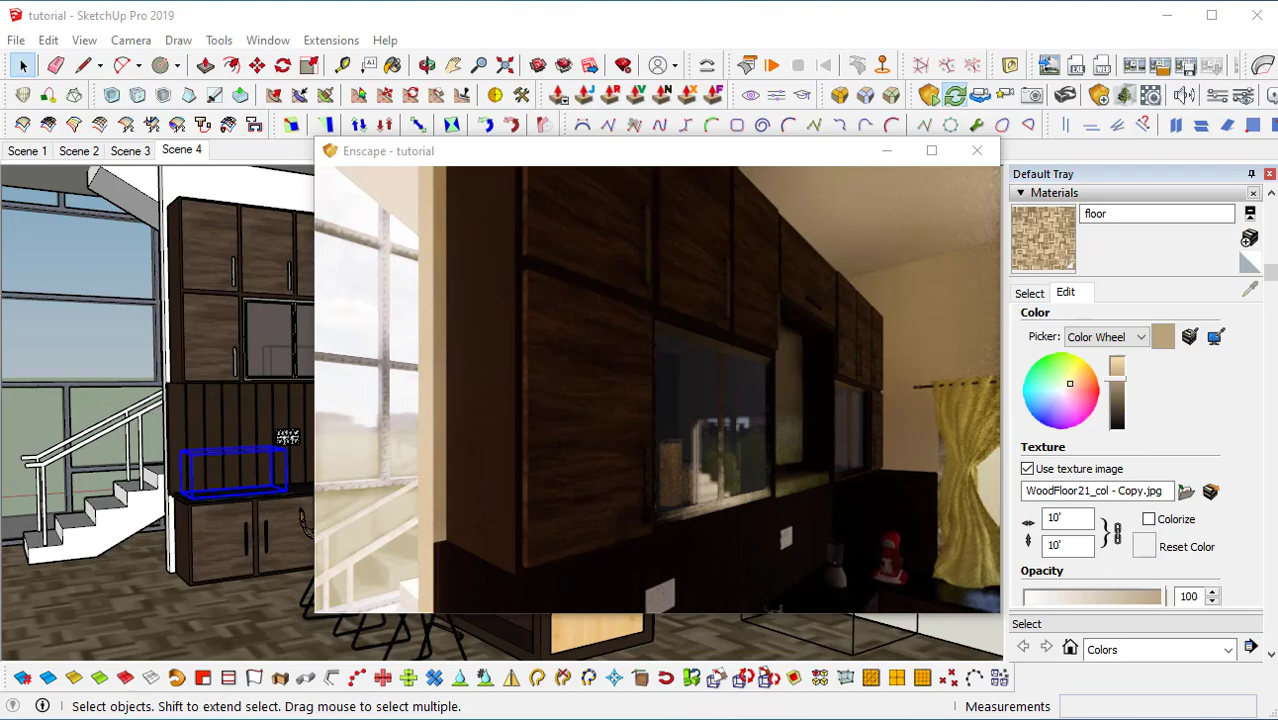 tutorial - SketchUp Pro 2019
File Edit View Camera Draw Tools Window Extensions Help
Scene 1 Scene 2 Scene 3 Scene 4
Enscape - tutorial
Default Tray
Materials
floor
Select Edit
Color
Picker: Color Wheel
Texture
Use texture image
WoodFloor21_col - Copy.jpg
10'
Colorize
10'
Reset Color
Opacity
100
Select
Colors
Select objects. Shift to extend select. Drag mouse to select multiple.
Measurements